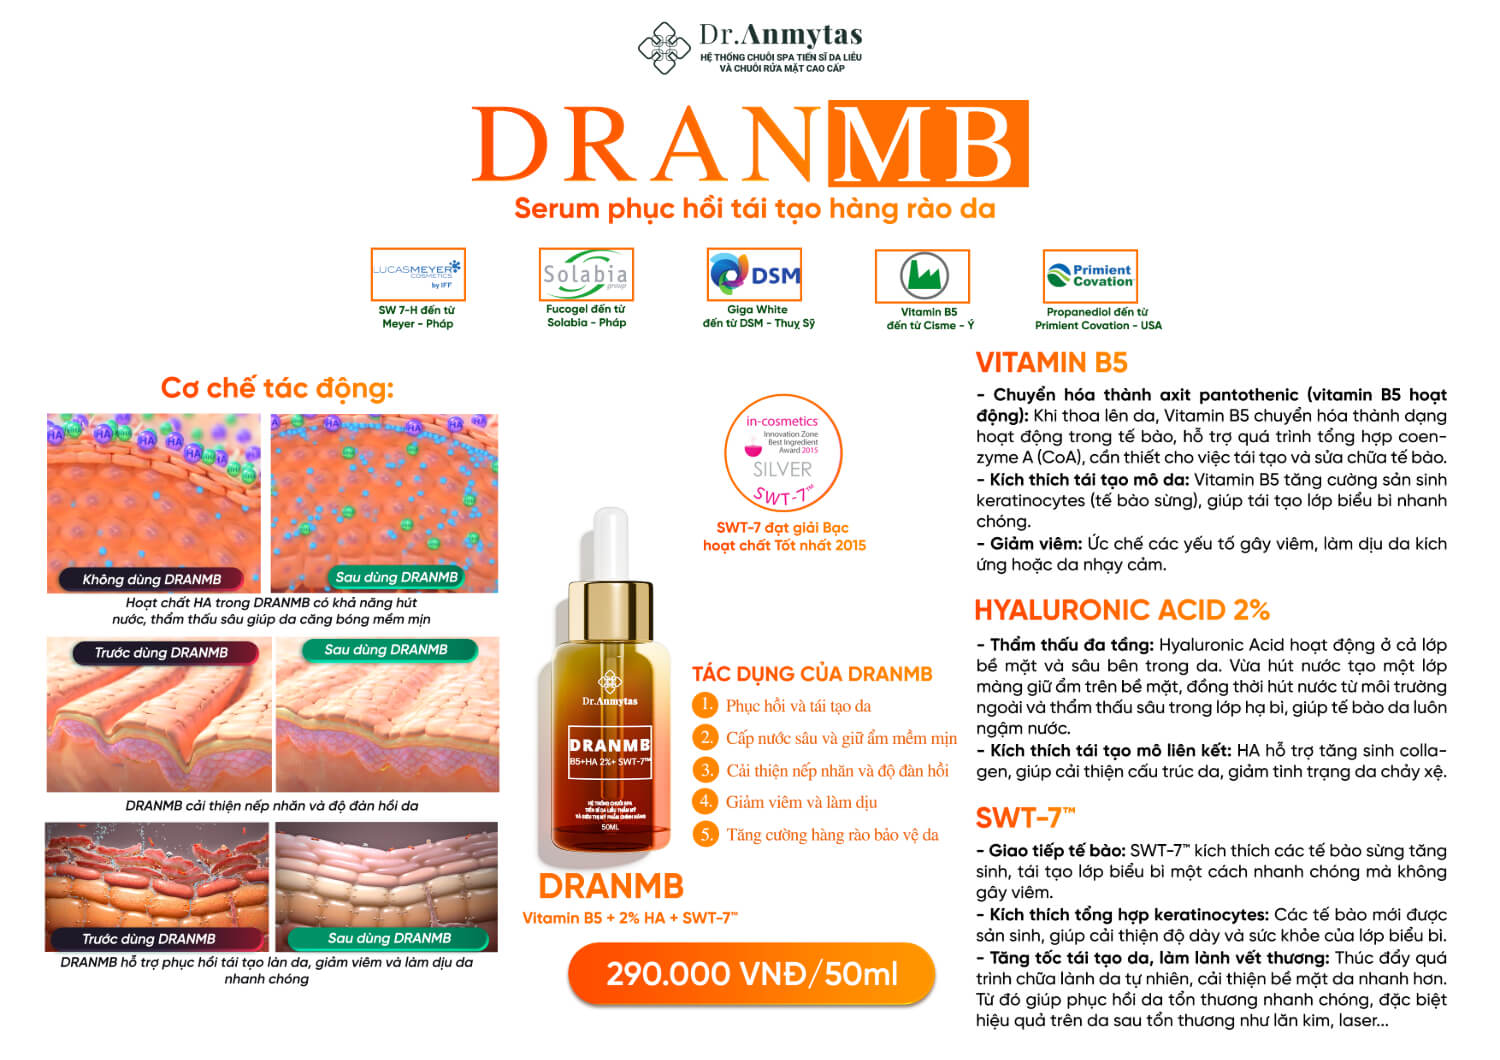 Dr.Anmytas
HỆ THỐNG CHUỖI SPA TIẾN SĨ DA LIỄU
VÀ CHUỖI RỬA MẶT CAO CẤP
DRANMB
Serum phục hồi tái tạo hàng rào da
LUCASMEYER
COSMETICS
by IFF
SW 7-H đến từ
Meyer - Pháp
Solabia
group
Fucogel đến từ
Solabia - Pháp
DSM
Giga White
đến từ DSM - Thuỵ Sỹ
VItamin B5
đến từ Cisme - Ý
Primient
Covation
Propanediol đến từ
Primient Covation - USA
Cơ chế tác động:
HA HA HA HA HA HA
Không dùng DRANMB
Sau dùng DRANMB
Hoạt chất HA trong DRANMB có khả năng hút
nước, thẩm thấu sâu giúp da căng bóng mềm mịn
Trước dùng DRANMB
Sau dùng DRANMB
DRANMB cải thiện nếp nhăn và độ đàn hồi da
Trước dùng DRANMB
Sau dùng DRANMB
DRANMB hỗ trợ phục hồi tái tạo làn da, giảm viêm và làm dịu da
nhanh chóng
in-cosmetics
Innovation Zone
Best Ingredient
Award 2015
SILVER
SWT-7™
SWT-7 đạt giải Bạc
hoạt chất Tốt nhất 2015
Dr.Anmytas
DRANMB
B5+HA 2%+ SWT-7™
HỆ THỐNG CHUỖI SPA
TIẾN SĨ DA LIỄU THẨM MỸ
VÀ SIÊU THỊ MỸ PHẨM CHÍNH HÃNG
50ML
TÁC DỤNG CỦA DRANMB
1. Phục hồi và tái tạo da
2. Cấp nước sâu và giữ ẩm mềm mịn
3. Cải thiện nếp nhăn và độ đàn hồi
4. Giảm viêm và làm dịu
5. Tăng cường hàng rào bảo vệ da
DRANMB
Vitamin B5 + 2% HA + SWT-7™
290.000 VNĐ/50ml
VITAMIN B5
- Chuyển hóa thành axit pantothenic (vitamin B5 hoạt
động): Khi thoa lên da, Vitamin B5 chuyển hóa thành dạng
hoạt động trong tế bào, hỗ trợ quá trình tổng hợp coen-
zyme A (CoA), cần thiết cho việc tái tạo và sửa chữa tế bào.
- Kích thích tái tạo mô da: Vitamin B5 tăng cường sản sinh
keratinocytes (tế bào sừng), giúp tái tạo lớp biểu bì nhanh
chóng.
- Giảm viêm: Ức chế các yếu tố gây viêm, làm dịu da kích
ứng hoặc da nhạy cảm.
HYALURONIC ACID 2%
- Thẩm thấu đa tầng: Hyaluronic Acid hoạt động ở cả lớp
bề mặt và sâu bên trong da. Vừa hút nước tạo một lớp
màng giữ ẩm trên bề mặt, đồng thời hút nước từ môi trường
ngoài và thẩm thấu sâu trong lớp hạ bì, giúp tế bào da luôn
ngậm nước.
- Kích thích tái tạo mô liên kết: HA hỗ trợ tăng sinh colla-
gen, giúp cải thiện cấu trúc da, giảm tình trạng da chảy xệ.
SWT-7™
- Giao tiếp tế bào: SWT-7™ kích thích các tế bào sừng tăng
sinh, tái tạo lớp biểu bì một cách nhanh chóng mà không
gây viêm.
- Kích thích tổng hợp keratinocytes: Các tế bào mới được
sản sinh, giúp cải thiện độ dày và sức khỏe của lớp biểu bì.
- Tăng tốc tái tạo da, làm lành vết thương: Thúc đẩy quá
trình chữa lành da tự nhiên, cải thiện bề mặt da nhanh hơn.
Từ đó giúp phục hồi da tổn thương nhanh chóng, đặc biệt
hiệu quả trên da sau tổn thương như lăn kim, laser...